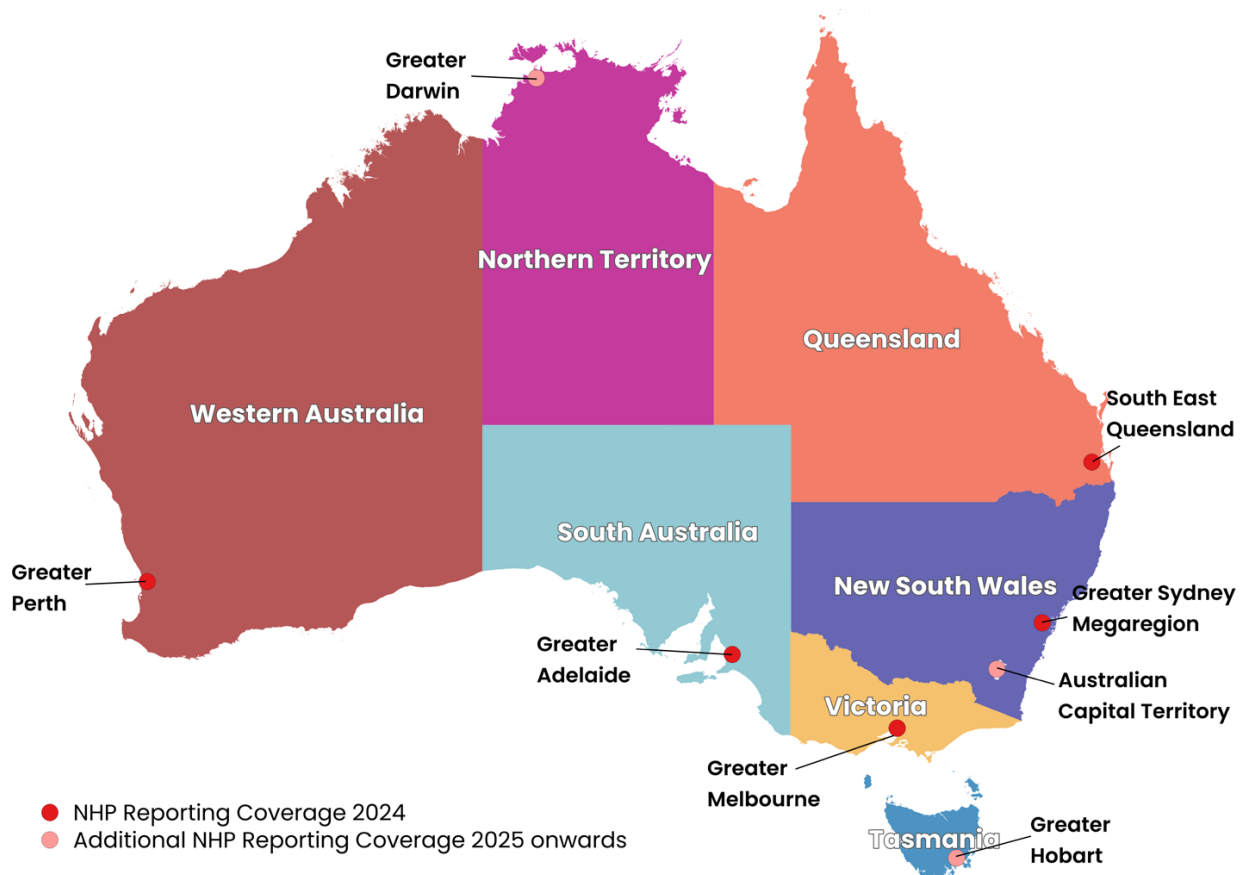 Greater
Darwin
Northern Territory
Queensland
Western Australia
South East
Queensland
South Australia
Greater
Perth
New South Wales
Greater Sydney
Megaregion
Greater
Adelaide
Australian
Capital Territory
Victoria
Greater
Melbourne
NHP Reporting Coverage 2024
Additional NHP Reporting Coverage 2025 onwards
Tasmania
Greater
Hobart